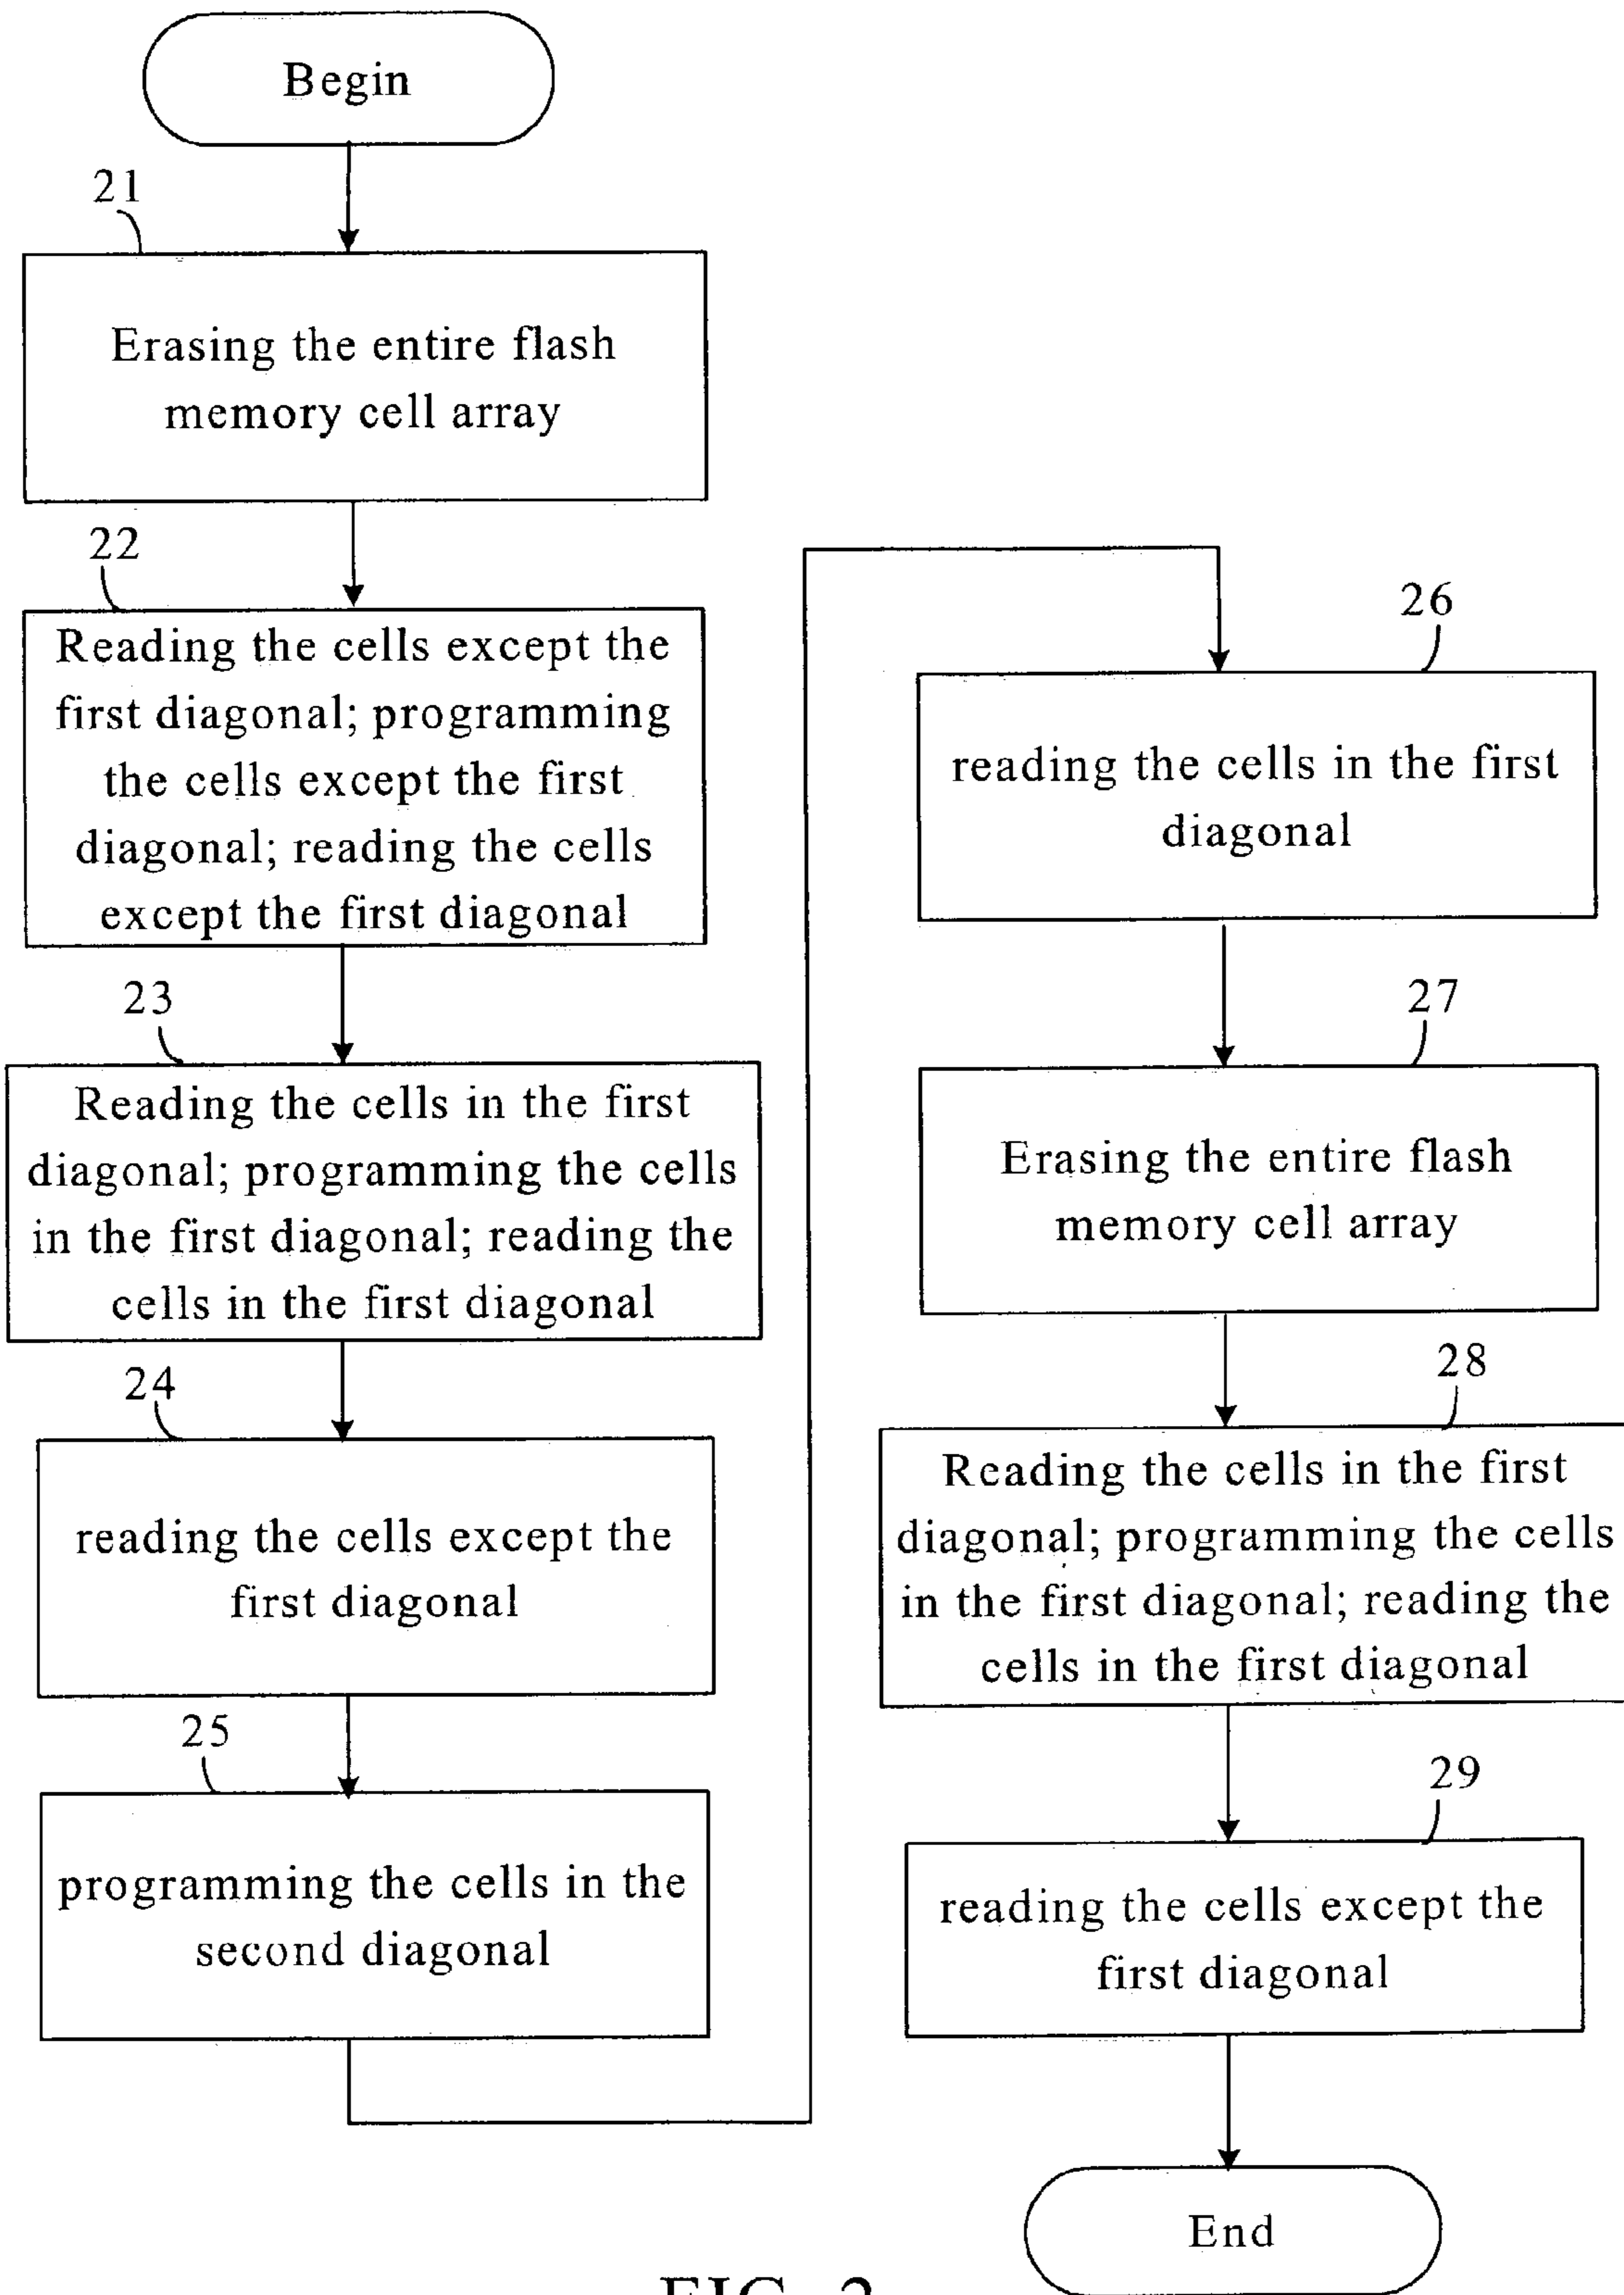 Begin
21
Erasing the entire flash
memory cell array
22
Reading the cells except the
first diagonal; programming
the cells except the first
diagonal; reading the cells
except the first diagonal
23
Reading the cells in the first
diagonal; programming the cells
in the first diagonal; reading the
cells in the first diagonal
24
reading the cells except the
first diagonal
25
programming the cells in the
second diagonal
26
reading the cells in the first
diagonal
27
Erasing the entire flash
memory cell array
28
Reading the cells in the first
diagonal; programming the cells
in the first diagonal; reading the
cells in the first diagonal
29
reading the cells except the
first diagonal
End
FIG. 2